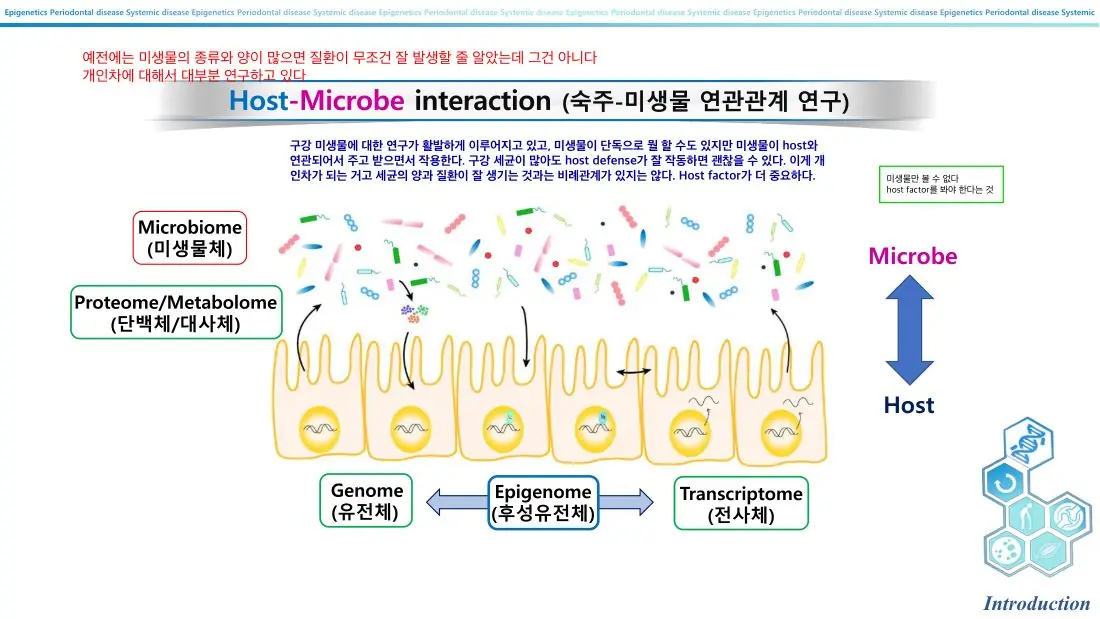 Epigenetics Periodontal disease Systemic disease Epigenetics Periodontal disease Systemic disease Epigenetics Periodontal disease Systemic disease Epigenetics Periodontal disease Systemic disease Epigenetics Periodontal disease Systemic disease Epigenetics Periodontal disease Systemic
예전에는 미생물의 종류와 양이 많으면 질환이 무조건 잘 발생할 줄 알았는데 그건 아니다
개인차에 대해서 대부분 연구하고 있다
Host-Microbe interaction (숙주-미생물 연관관계 연구)
구강 미생물에 대한 연구가 활발하게 이루어지고 있고, 미생물이 단독으로 뭘 할 수도 있지만 미생물이 host와
연관되어서 주고 받으면서 작용한다. 구강 세균이 많아도 host defense가 잘 작동하면 괜찮을 수 있다. 이게 개
인차가 되는 거고 세균의 양과 질환이 잘 생기는 것과는 비례관계가 있지는 않다. Host factor가 더 중요하다.
미생물만 볼 수 없다
host factor를 봐야 한다는 것
Microbiome
(미생물체)
Proteome/Metabolome
(단백체/대사체)
Microbe
Host
Genome
(유전체)
Epigenome
(후성유전체)
Transcriptome
(전사체)
Introduction